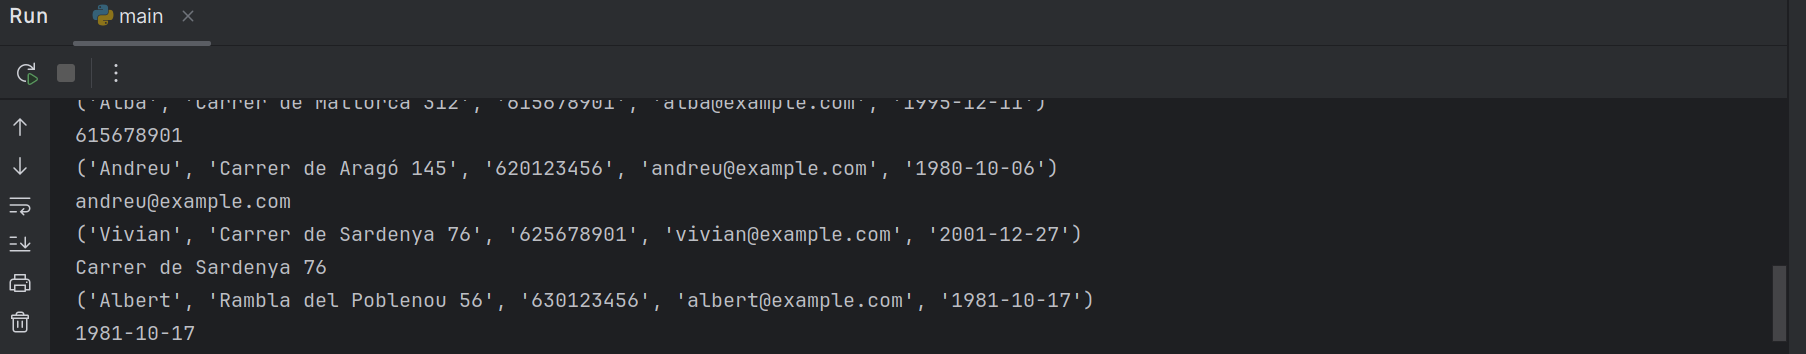 Run main
('Alba', 'Carrer de Mallorca 312', '615678901', 'alba@example.com', '1995-12-11')
615678901
('Andreu', 'Carrer de Aragó 145', '620123456', 'andreu@example.com', '1980-10-06')
andreu@example.com
('Vivian', 'Carrer de Sardenya 76', '625678901', 'vivian@example.com', '2001-12-27')
Carrer de Sardenya 76
('Albert', 'Rambla del Poblenou 56', '630123456', 'albert@example.com', '1981-10-17')
1981-10-17